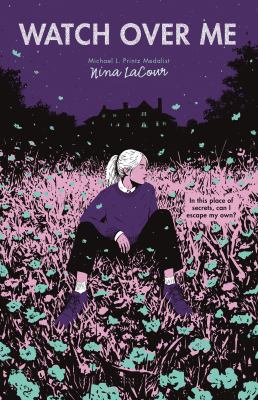 WATCH OVER ME
Michael L. Printz Medalist
Nina LaCour
In this place of
secrets, can I
escape my own?